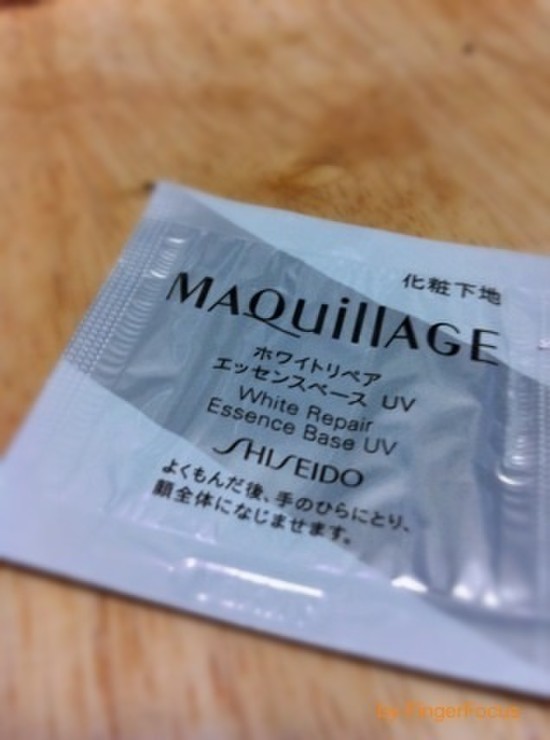 化粧下地
MAQuillAGE
ホワイトリペア
エッセンスベース UV
White Repair
Essence Base UV
SHISEIDO
よくもんだ後、手のひらにとり、
顔全体になじませます。
by FingerFocus